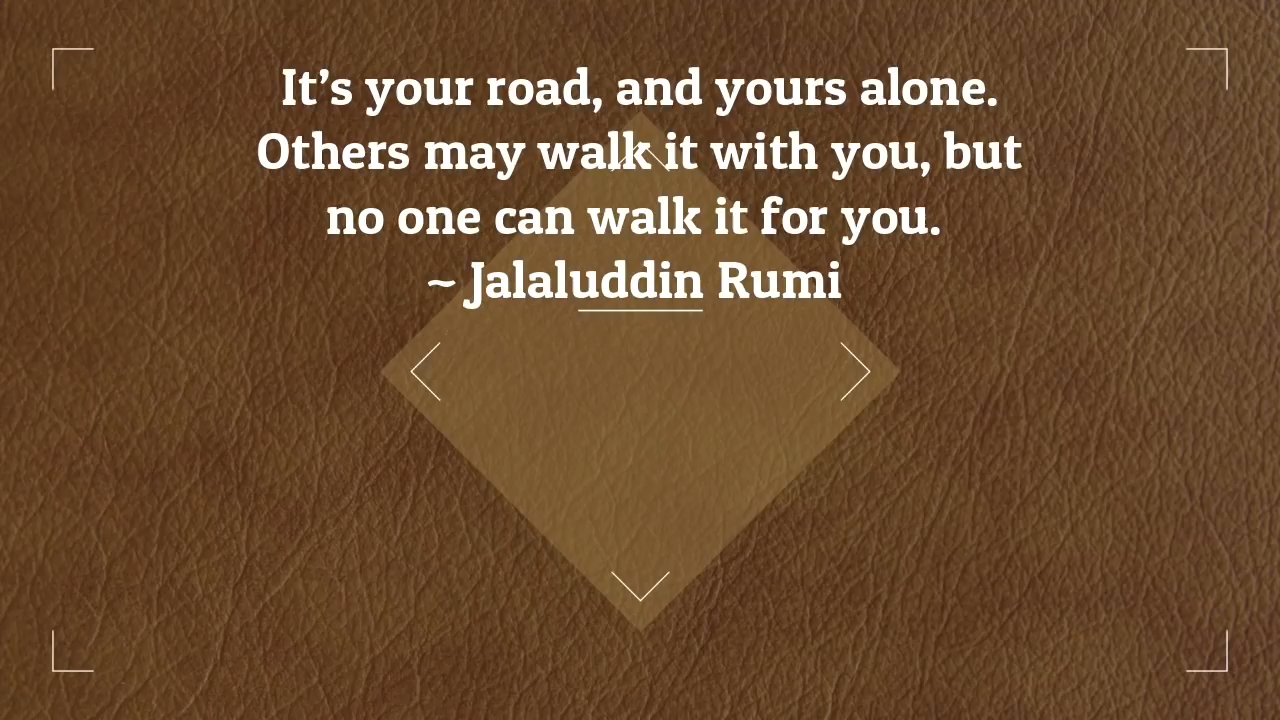 It’s your road, and yours alone.
Others may walk it with you, but
no one can walk it for you.
~ Jalaluddin Rumi